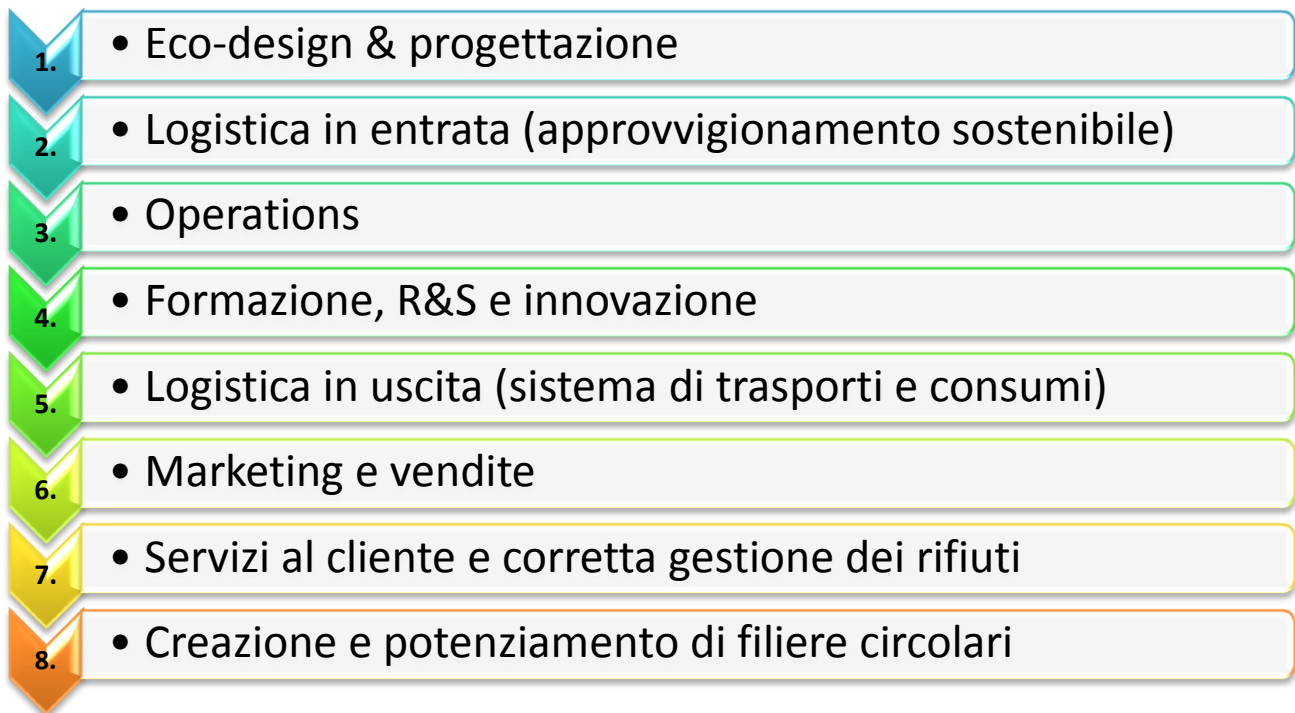 1. • Eco-design & progettazione
2. • Logistica in entrata (approvvigionamento sostenibile)
3. • Operations
4. • Formazione, R&S e innovazione
5. • Logistica in uscita (sistema di trasporti e consumi)
6. • Marketing e vendite
7. • Servizi al cliente e corretta gestione dei rifiuti
8. • Creazione e potenziamento di filiere circolari